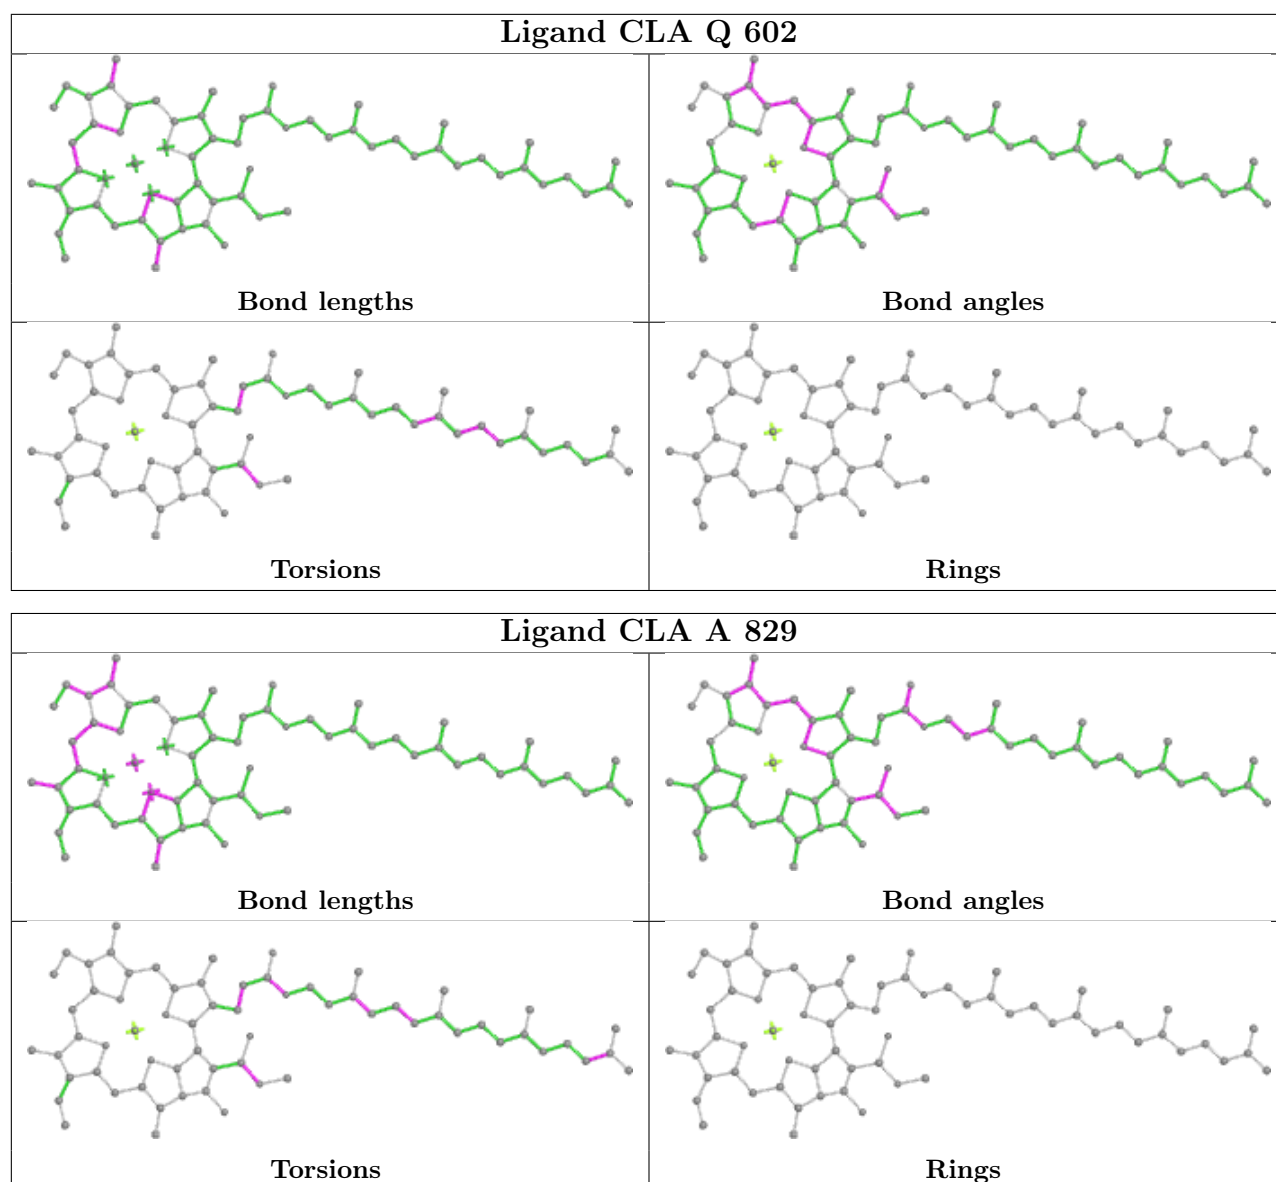 Ligand CLA Q 602
Bond lengths
Bond angles
Torsions
Rings
Ligand CLA A 829
Bond lengths
Bond angles
Torsions
Rings